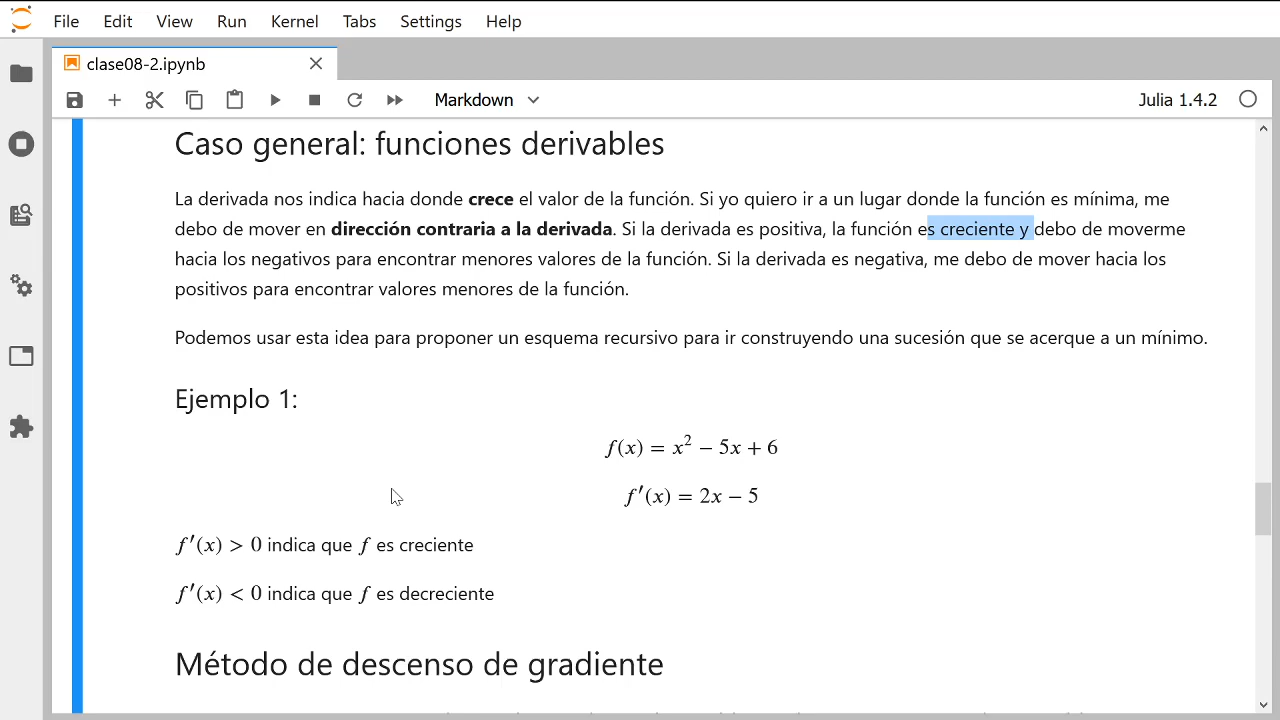 File Edit View Run Kernel Tabs Settings Help
clase08-2.ipynb
Markdown
Julia 1.4.2
Caso general: funciones derivables
La derivada nos indica hacia donde crece el valor de la función. Si yo quiero ir a un lugar donde la función es mínima, me
debo de mover en dirección contraria a la derivada. Si la derivada es positiva, la función es creciente y debo de moverme
hacia los negativos para encontrar menores valores de la función. Si la derivada es negativa, me debo de mover hacia los
positivos para encontrar valores menores de la función.
Podemos usar esta idea para proponer un esquema recursivo para ir construyendo una sucesión que se acerque a un mínimo.
Ejemplo 1:
f(x) = x² − 5x + 6
f′(x) = 2x − 5
f′(x) > 0 indica que f es creciente
f′(x) < 0 indica que f es decreciente
Método de descenso de gradiente